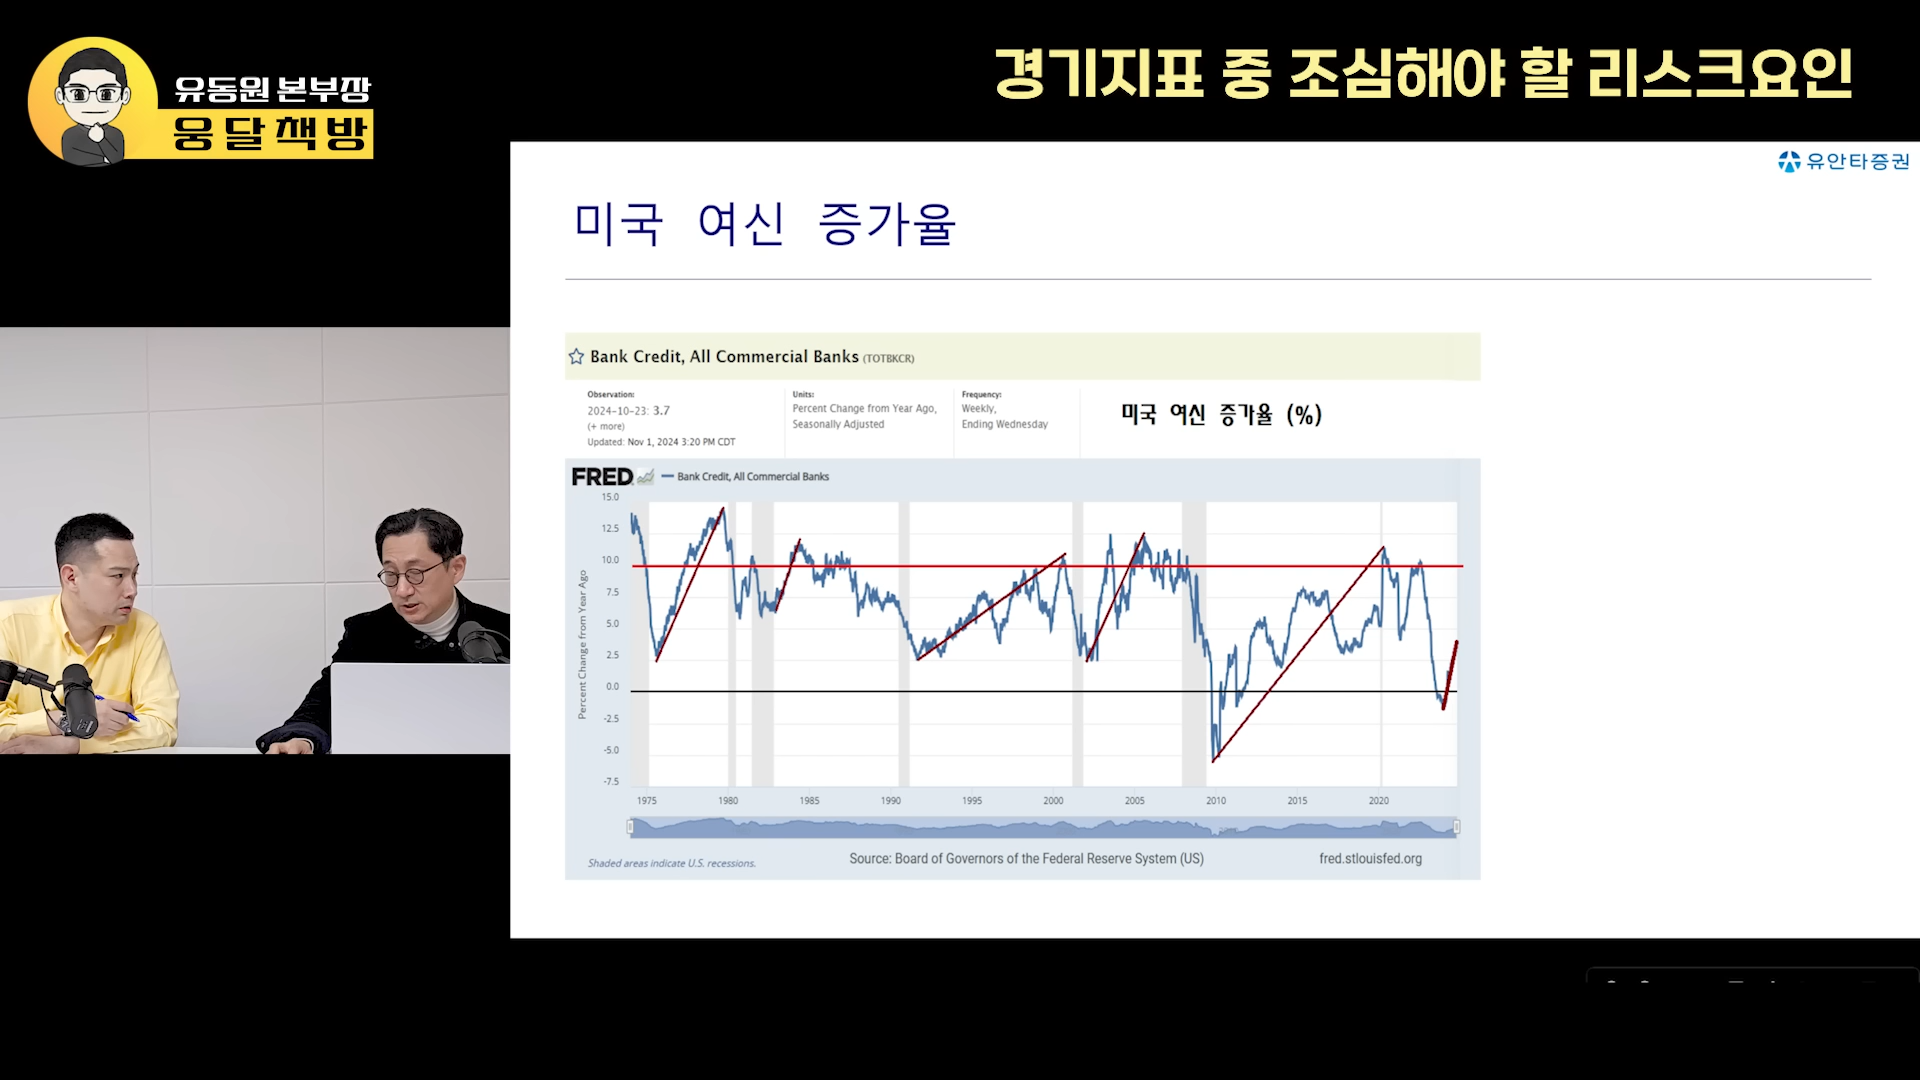 유동원 본부장
웅달책방
경기지표 중 조심해야 할 리스크요인
유안타증권
미국 여신 증가율
Bank Credit, All Commercial Banks (TOTBKCR)
Observation:
2024-10-23: 3.7
(+ more)
Updated: Nov 1, 2024 3:20 PM CDT
Units:
Percent Change from Year Ago,
Seasonally Adjusted
Frequency:
Weekly,
Ending Wednesday
미국 여신 증가율 (%)
FRED
Bank Credit, All Commercial Banks
Percent Change from Year Ago
15.0
12.5
10.0
7.5
5.0
2.5
0.0
-2.5
-5.0
-7.5
1975 1980 1985 1990 1995 2000 2005 2010 2015 2020
Shaded areas indicate U.S. recessions.
Source: Board of Governors of the Federal Reserve System (US)
fred.stlouisfed.org